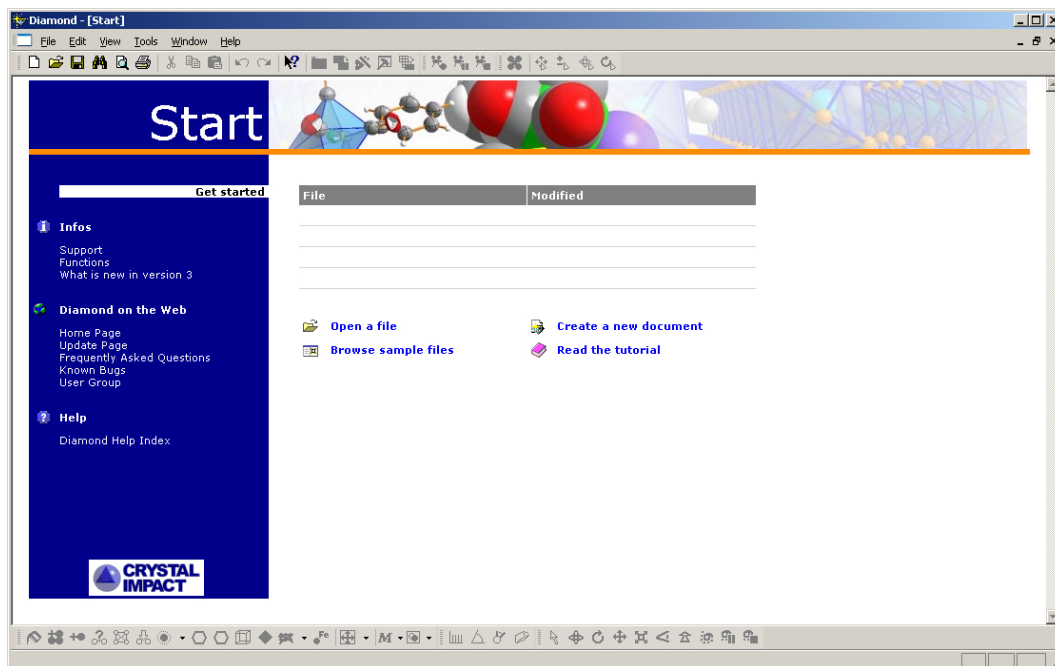 Diamond - [Start]
File Edit View Tools Window Help
Start
Get started
File Modified
Infos
Support
Functions
What is new in version 3
Diamond on the Web
Home Page
Update Page
Frequently Asked Questions
Known Bugs
User Group
Help
Diamond Help Index
Open a file Create a new document
Browse sample files Read the tutorial
CRYSTAL
IMPACT
Fe M